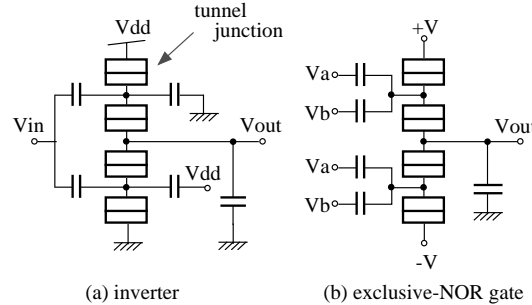 tunnel
junction
Vdd
Vin
Vout
Vdd
(a) inverter
+V
Va
Vb
Vout
Va
Vb
-V
(b) exclusive-NOR gate